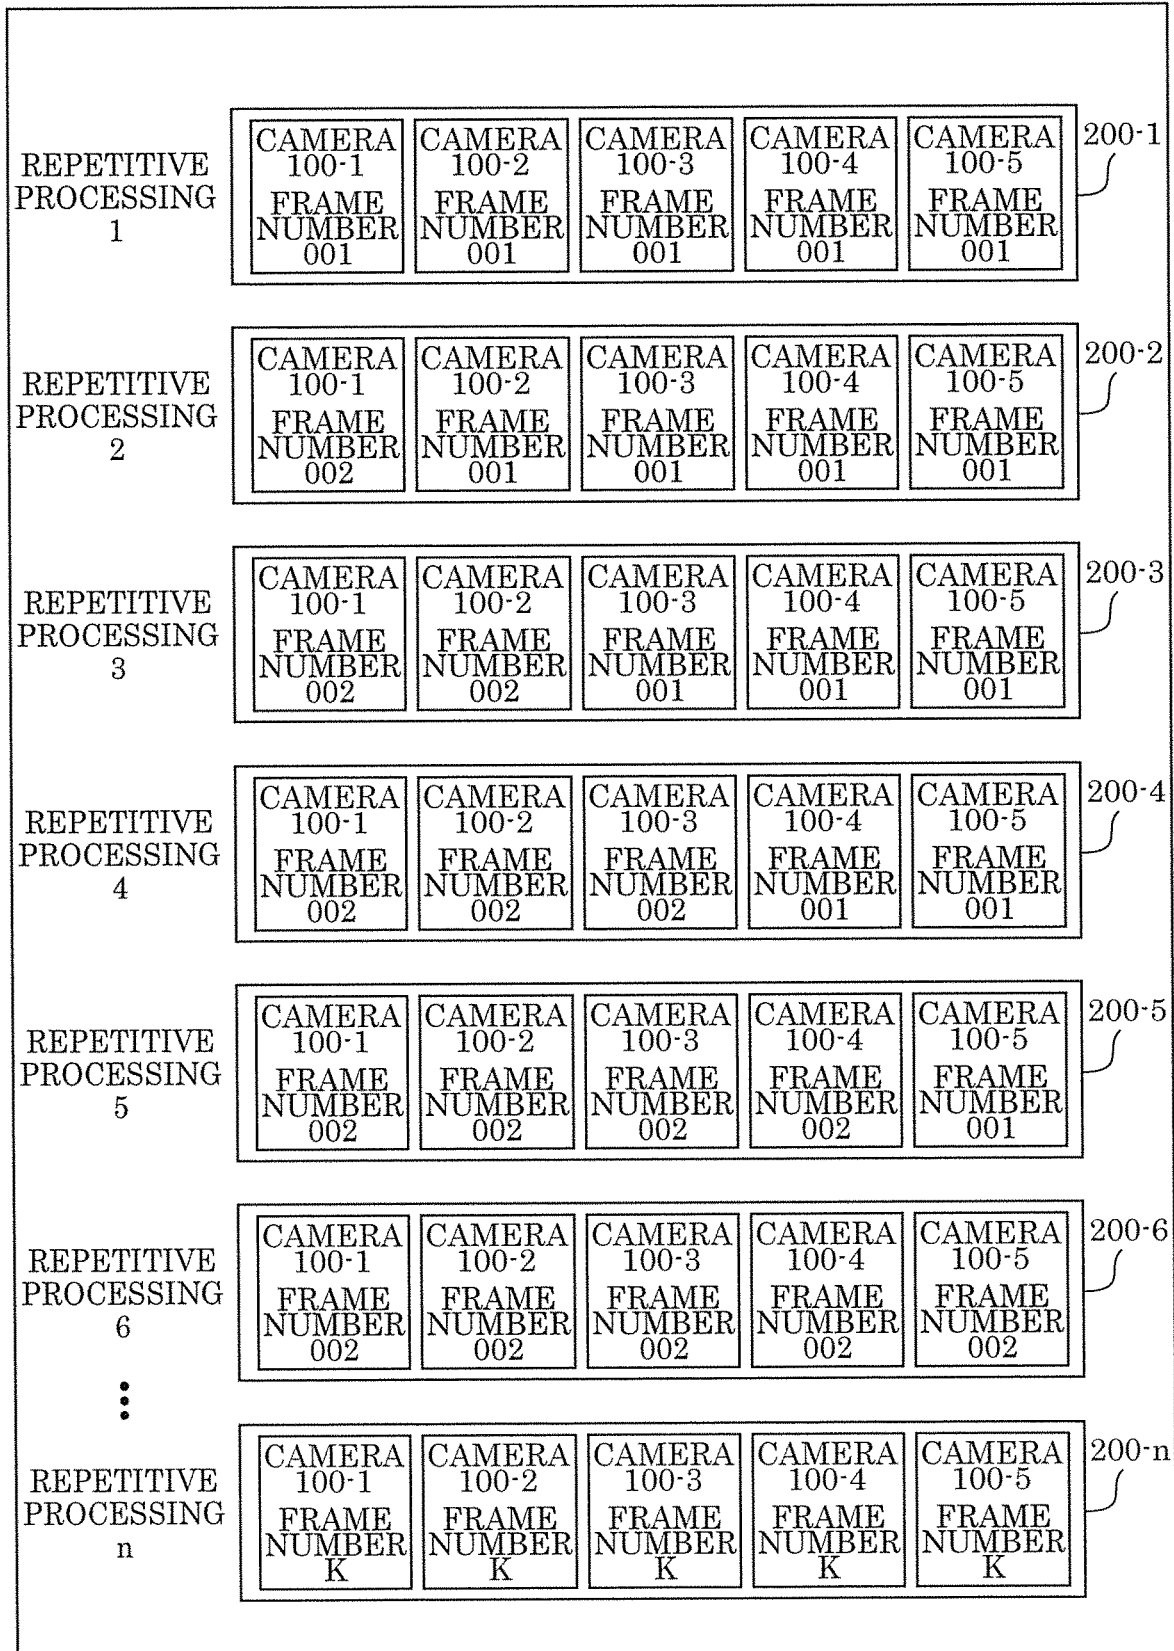 REPETITIVE
PROCESSING
1
CAMERA
100-1
FRAME
NUMBER
001
CAMERA
100-2
FRAME
NUMBER
001
CAMERA
100-3
FRAME
NUMBER
001
CAMERA
100-4
FRAME
NUMBER
001
CAMERA
100-5
FRAME
NUMBER
001
200-1
REPETITIVE
PROCESSING
2
CAMERA
100-1
FRAME
NUMBER
002
CAMERA
100-2
FRAME
NUMBER
001
CAMERA
100-3
FRAME
NUMBER
001
CAMERA
100-4
FRAME
NUMBER
001
CAMERA
100-5
FRAME
NUMBER
001
200-2
REPETITIVE
PROCESSING
3
CAMERA
100-1
FRAME
NUMBER
002
CAMERA
100-2
FRAME
NUMBER
002
CAMERA
100-3
FRAME
NUMBER
001
CAMERA
100-4
FRAME
NUMBER
001
CAMERA
100-5
FRAME
NUMBER
001
200-3
REPETITIVE
PROCESSING
4
CAMERA
100-1
FRAME
NUMBER
002
CAMERA
100-2
FRAME
NUMBER
002
CAMERA
100-3
FRAME
NUMBER
002
CAMERA
100-4
FRAME
NUMBER
001
CAMERA
100-5
FRAME
NUMBER
001
200-4
REPETITIVE
PROCESSING
5
CAMERA
100-1
FRAME
NUMBER
002
CAMERA
100-2
FRAME
NUMBER
002
CAMERA
100-3
FRAME
NUMBER
002
CAMERA
100-4
FRAME
NUMBER
002
CAMERA
100-5
FRAME
NUMBER
001
200-5
REPETITIVE
PROCESSING
6
CAMERA
100-1
FRAME
NUMBER
002
CAMERA
100-2
FRAME
NUMBER
002
CAMERA
100-3
FRAME
NUMBER
002
CAMERA
100-4
FRAME
NUMBER
002
CAMERA
100-5
FRAME
NUMBER
002
200-6
REPETITIVE
PROCESSING
n
CAMERA
100-1
FRAME
NUMBER
K
CAMERA
100-2
FRAME
NUMBER
K
CAMERA
100-3
FRAME
NUMBER
K
CAMERA
100-4
FRAME
NUMBER
K
CAMERA
100-5
FRAME
NUMBER
K
200-n